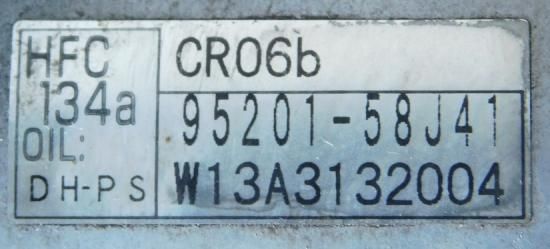 HFC
134a
OIL:
DH-PS
CR06b
95201-58J41
W13A3132004